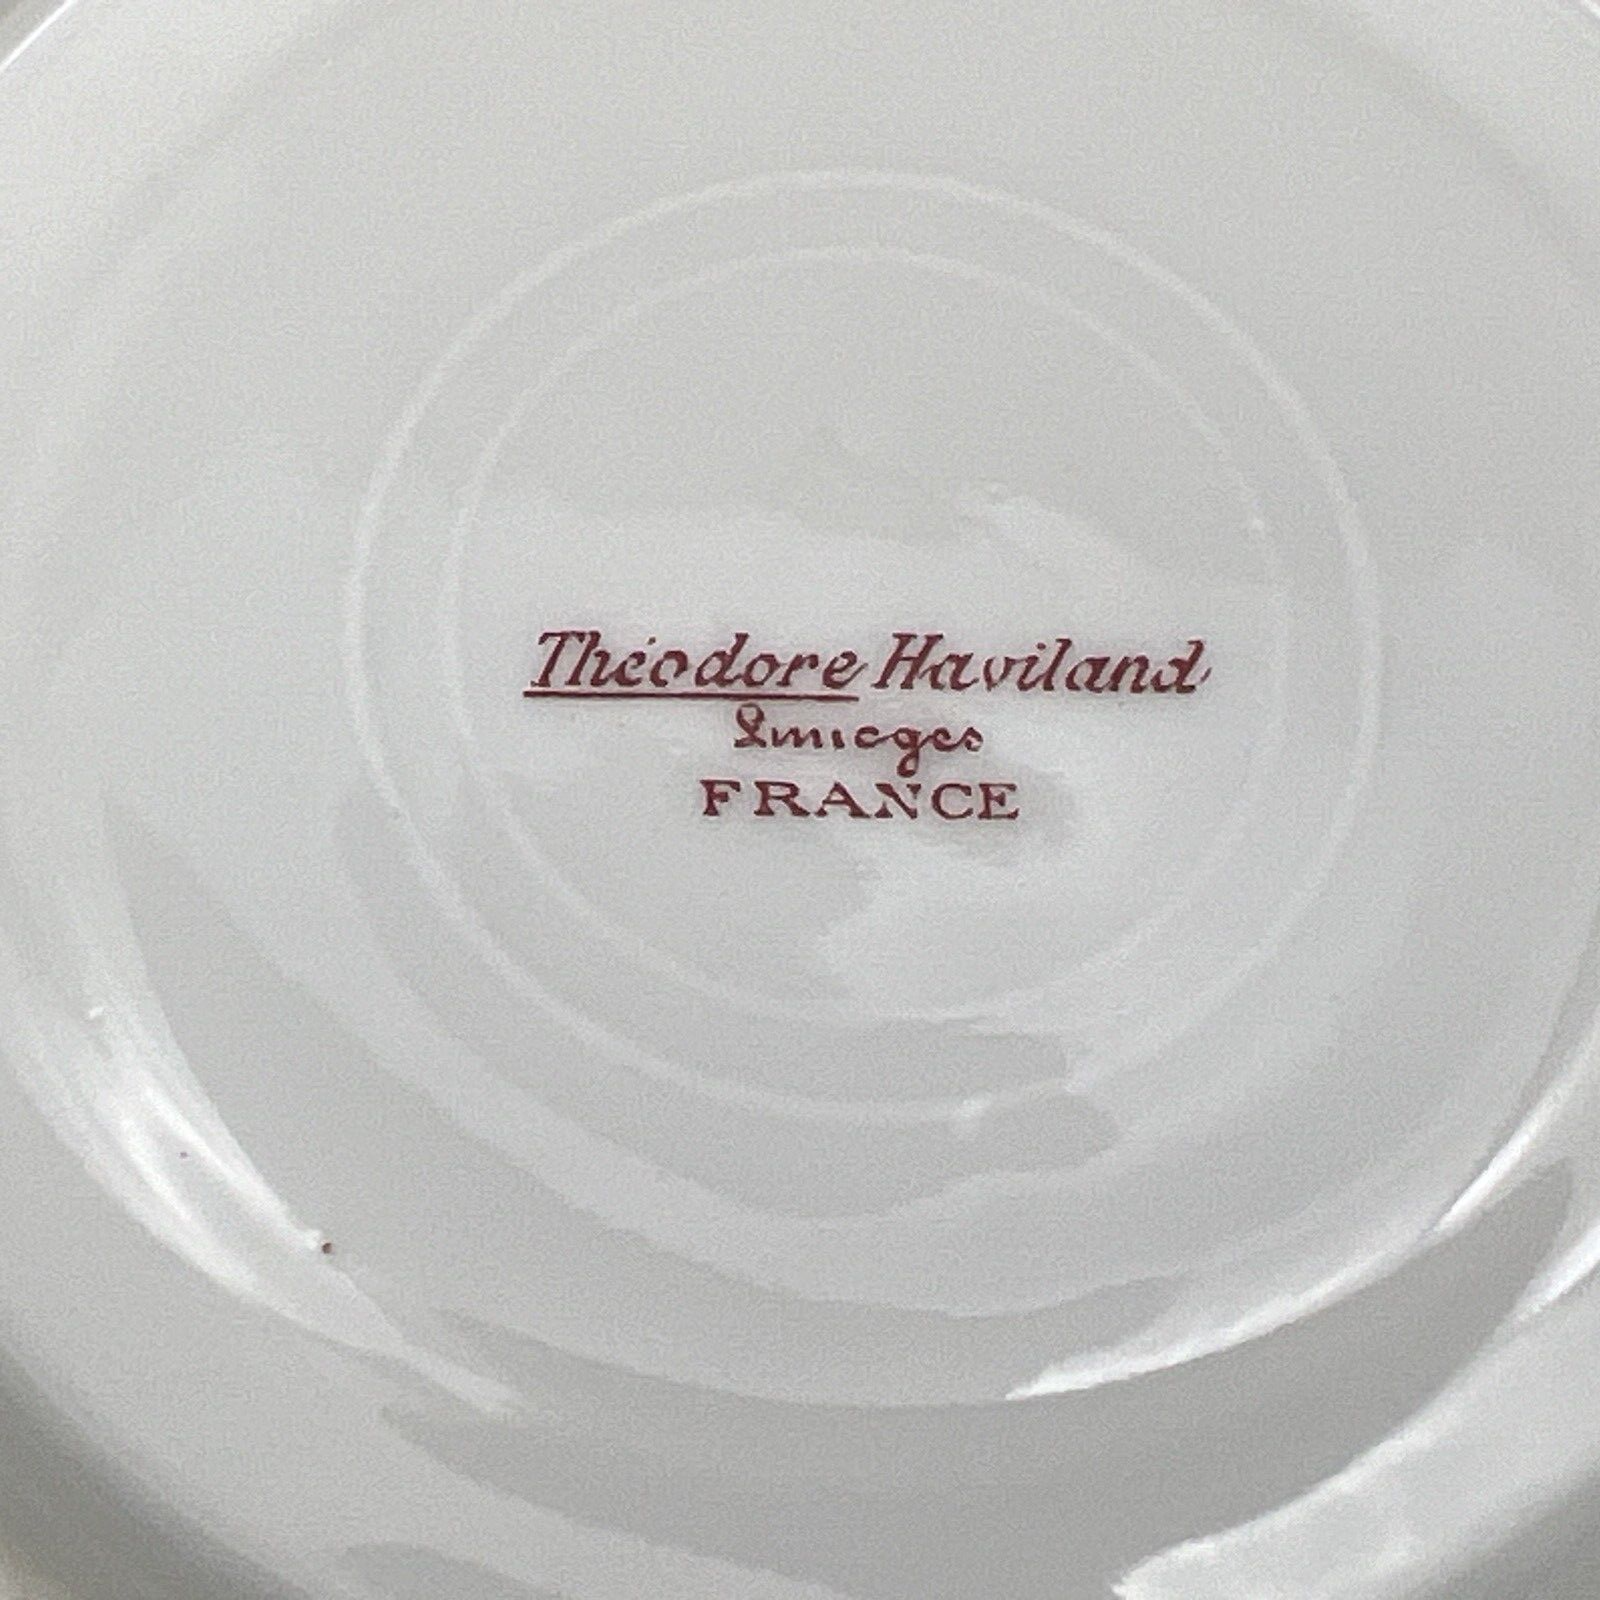 Théodore Haviland
Limoges
FRANCE